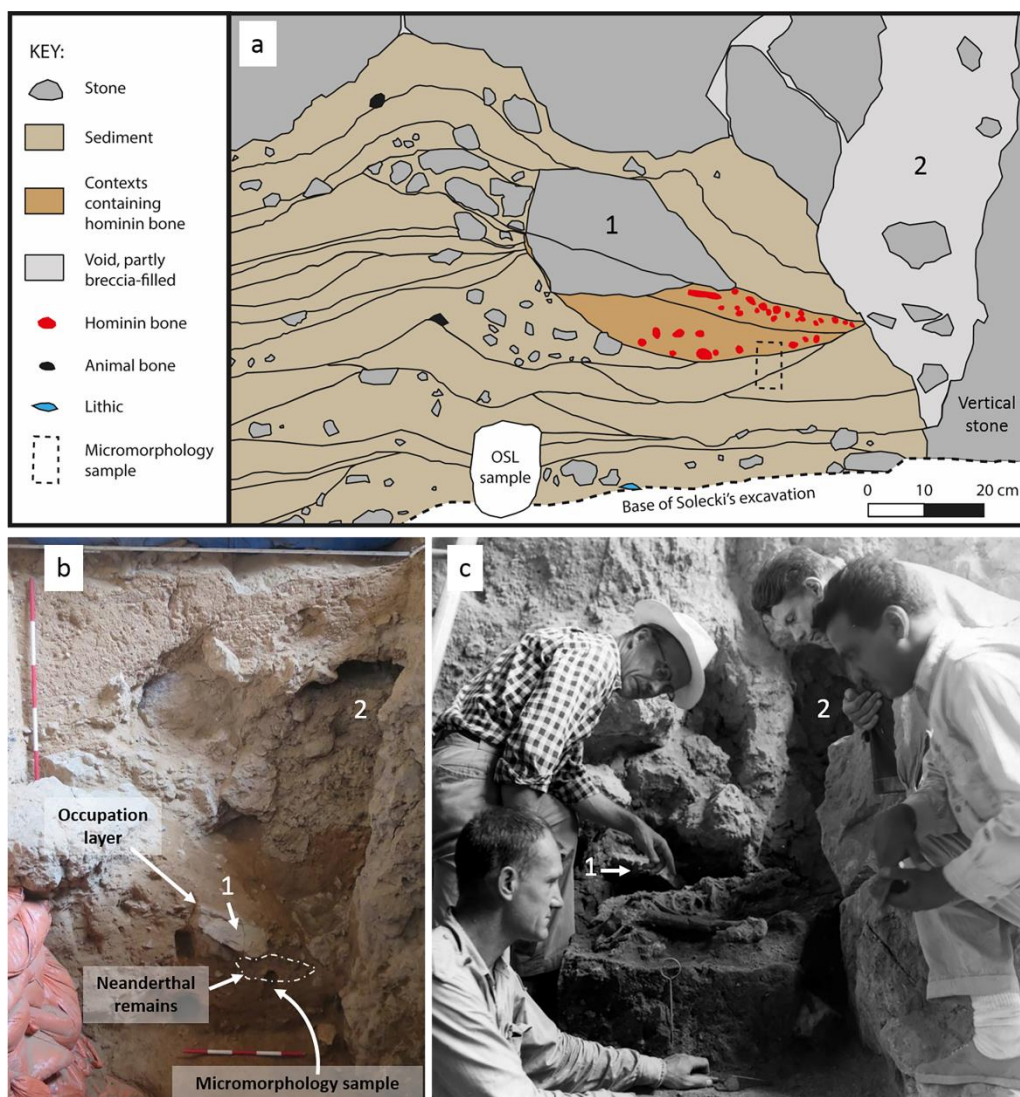 a
KEY:
Stone
Sediment
Contexts
containing
hominin bone
Void, partly
breccia-filled
Hominin bone
Animal bone
Lithic
Micromorphology
sample
1
2
Vertical
stone
OSL
sample
Base of Solecki's excavation
0 10 20 cm
b
2
Occupation
layer
1
Neanderthal
remains
Micromorphology sample
c
2
1